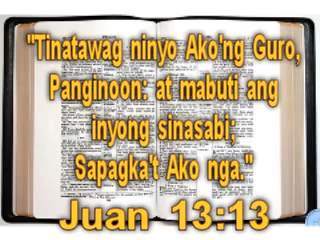 "Tinatawag ninyo Ako'ng Guro,
Panginoon: at mabuti ang
inyong sinasabi;
Sapagka't Ako nga."
Juan 13:13